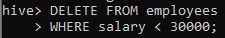 hive> DELETE FROM employees
    > WHERE salary < 30000;